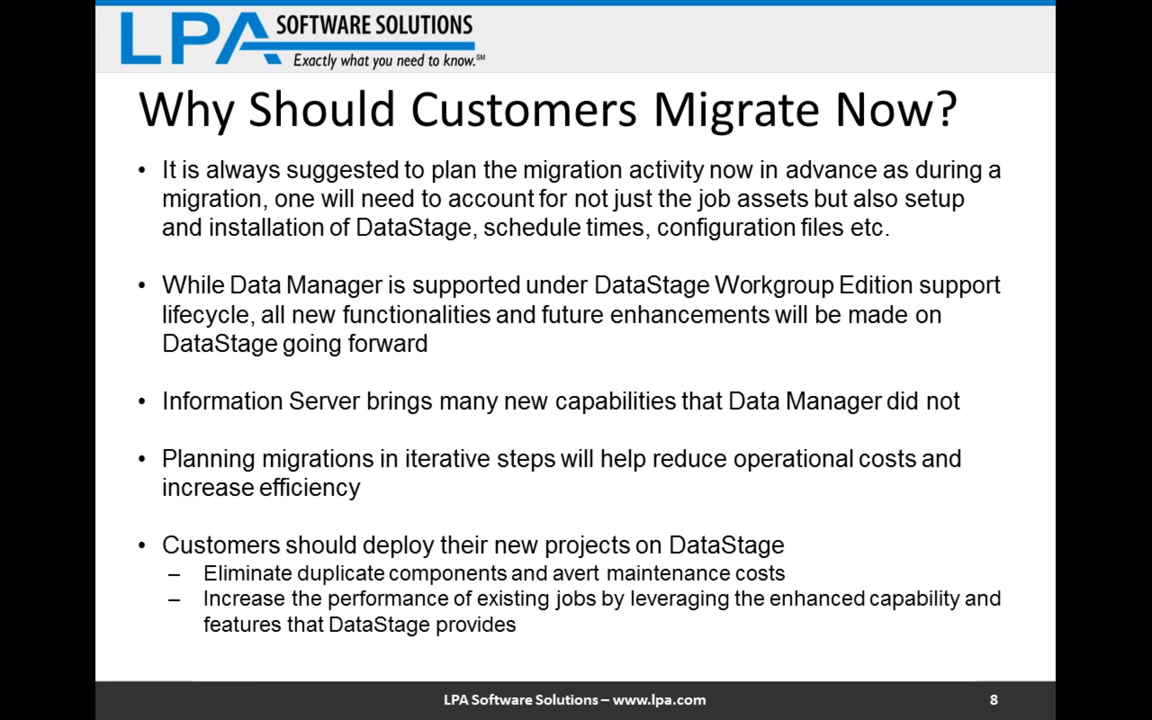 LPA SOFTWARE SOLUTIONS
Exactly what you need to know.℠
Why Should Customers Migrate Now?
• It is always suggested to plan the migration activity now in advance as during a
migration, one will need to account for not just the job assets but also setup
and installation of DataStage, schedule times, configuration files etc.
• While Data Manager is supported under DataStage Workgroup Edition support
lifecycle, all new functionalities and future enhancements will be made on
DataStage going forward
• Information Server brings many new capabilities that Data Manager did not
• Planning migrations in iterative steps will help reduce operational costs and
increase efficiency
• Customers should deploy their new projects on DataStage
– Eliminate duplicate components and avert maintenance costs
– Increase the performance of existing jobs by leveraging the enhanced capability and
features that DataStage provides
LPA Software Solutions – www.lpa.com 8